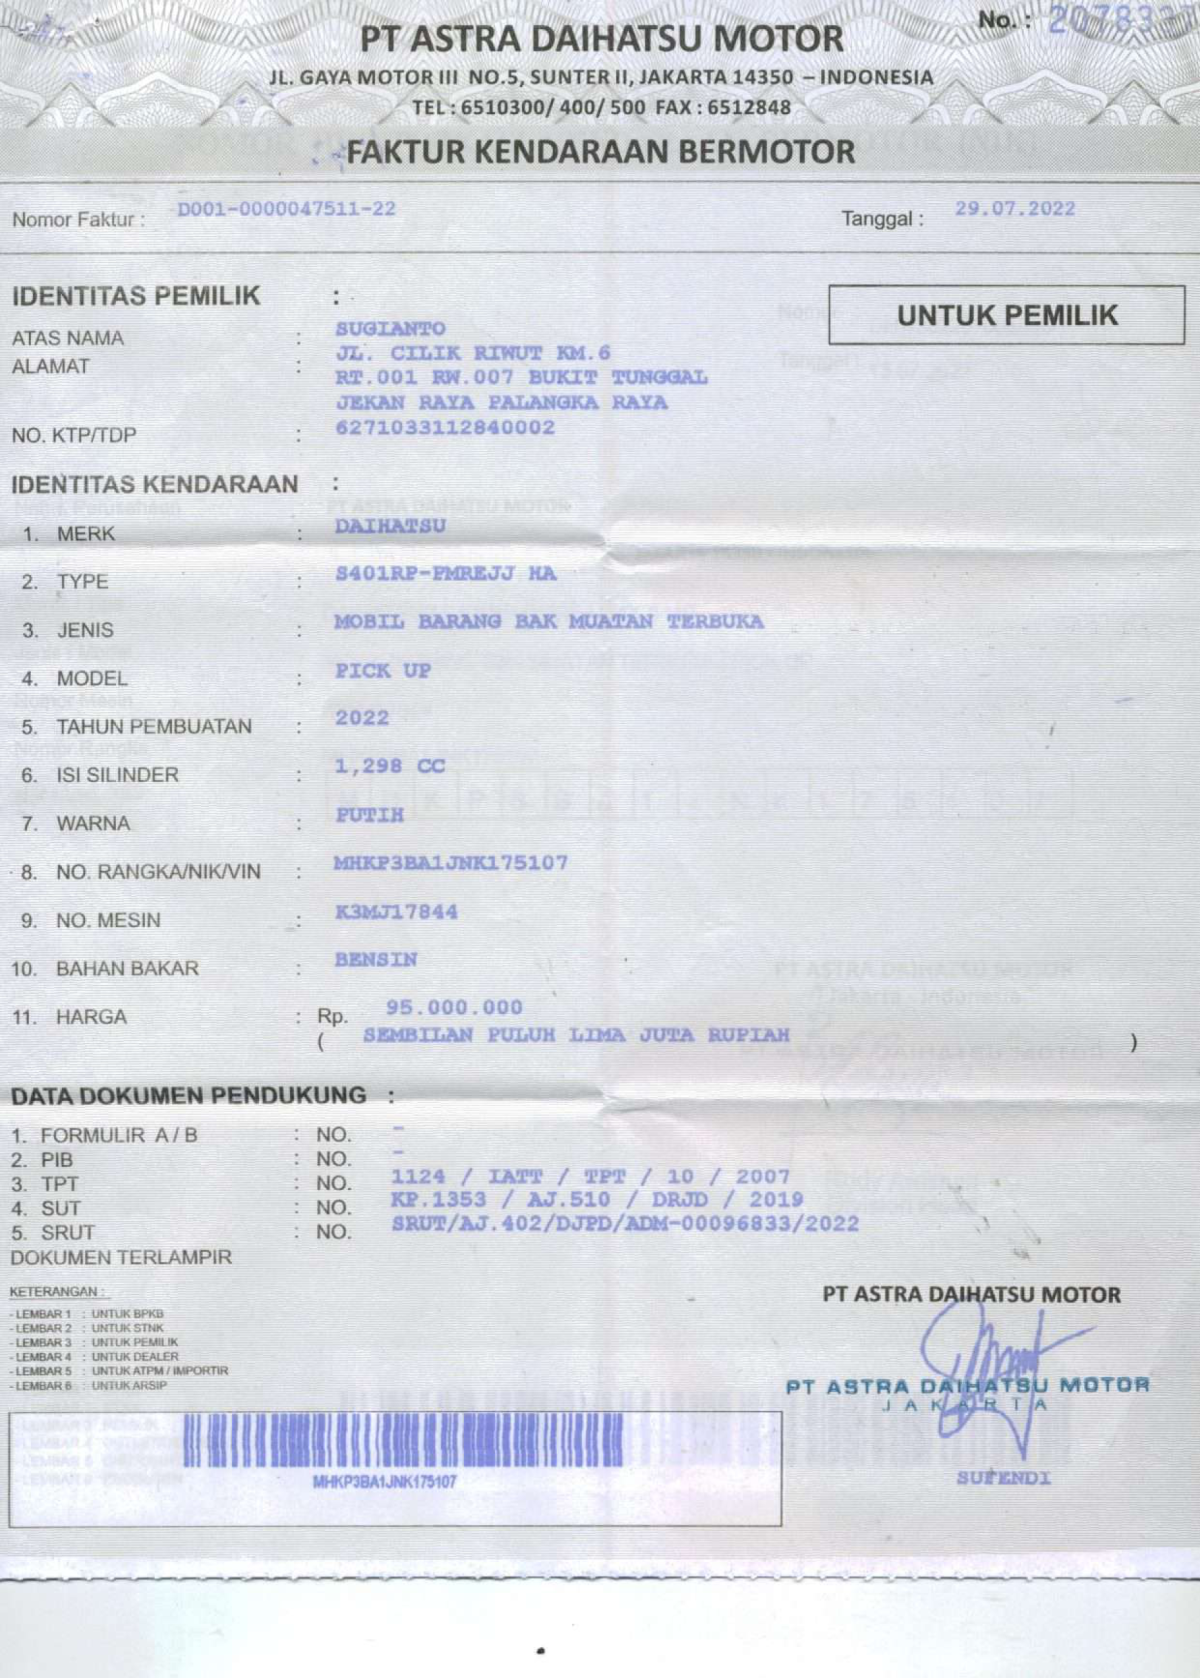 No. :
PT ASTRA DAIHATSU MOTOR
JL. GAYA MOTOR III NO.5, SUNTER II, JAKARTA 14350 – INDONESIA
TEL : 6510300/ 400/ 500 FAX : 6512848
FAKTUR KENDARAAN BERMOTOR
Nomor Faktur : D001-0000047511-22 Tanggal : 29.07.2022
IDENTITAS PEMILIK :
UNTUK PEMILIK
ATAS NAMA : SUGIANTO
ALAMAT : JL. CILIK RIWUT KM.6
RT.001 RW.007 BUKIT TUNGGAL
JEKAN RAYA PALANGKA RAYA
NO. KTP/TDP : 6271033112840002
IDENTITAS KENDARAAN :
1. MERK : DAIHATSU
2. TYPE : S401RP-PMREJJ HA
3. JENIS : MOBIL BARANG BAK MUATAN TERBUKA
4. MODEL : PICK UP
5. TAHUN PEMBUATAN : 2022
6. ISI SILINDER : 1,298 CC
7. WARNA : PUTIH
8. NO. RANGKA/NIK/VIN : MHKP3BA1JNK175107
9. NO. MESIN : K3MJ17844
10. BAHAN BAKAR : BENSIN
11. HARGA : Rp. 95.000.000
( SEMBILAN PULUH LIMA JUTA RUPIAH )
DATA DOKUMEN PENDUKUNG :
1. FORMULIR A / B : NO. –
2. PIB : NO. –
3. TPT : NO. 1124 / IATT / TPT / 10 / 2007
4. SUT : NO. KP.1353 / AJ.510 / DRJD / 2019
5. SRUT : NO. SRUT/AJ.402/DJPD/ADM-00096833/2022
DOKUMEN TERLAMPIR
KETERANGAN :
- LEMBAR 1 : UNTUK BPKB
- LEMBAR 2 : UNTUK STNK
- LEMBAR 3 : UNTUK PEMILIK
- LEMBAR 4 : UNTUK DEALER
- LEMBAR 5 : UNTUK ATPM / IMPORTIR
- LEMBAR 6 : UNTUK ARSIP
PT ASTRA DAIHATSU MOTOR
PT ASTRA DAIHATSU MOTOR
JAKARTA
SUPENDI
MHKP3BA1JNK175107